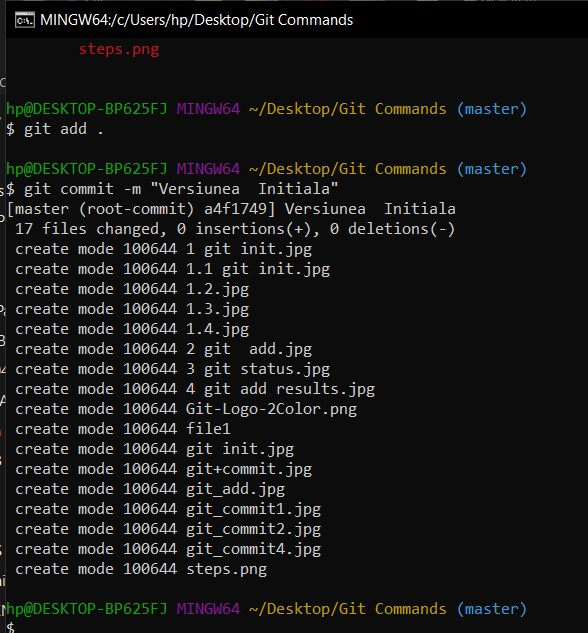 MINGW64:/c/Users/hp/Desktop/Git Commands
steps.png
hp@DESKTOP-BP625FJ MINGW64 ~/Desktop/Git Commands (master)
$ git add .
hp@DESKTOP-BP625FJ MINGW64 ~/Desktop/Git Commands (master)
$ git commit -m "Versiunea  Initiala"
[master (root-commit) a4f1749] Versiunea  Initiala
 17 files changed, 0 insertions(+), 0 deletions(-)
 create mode 100644 1 git init.jpg
 create mode 100644 1.1 git init.jpg
 create mode 100644 1.2.jpg
 create mode 100644 1.3.jpg
 create mode 100644 1.4.jpg
 create mode 100644 2 git  add.jpg
 create mode 100644 3 git status.jpg
 create mode 100644 4 git add results.jpg
 create mode 100644 Git-Logo-2Color.png
 create mode 100644 file1
 create mode 100644 git init.jpg
 create mode 100644 git+commit.jpg
 create mode 100644 git_add.jpg
 create mode 100644 git_commit1.jpg
 create mode 100644 git_commit2.jpg
 create mode 100644 git_commit4.jpg
 create mode 100644 steps.png
hp@DESKTOP-BP625FJ MINGW64 ~/Desktop/Git Commands (master)
$